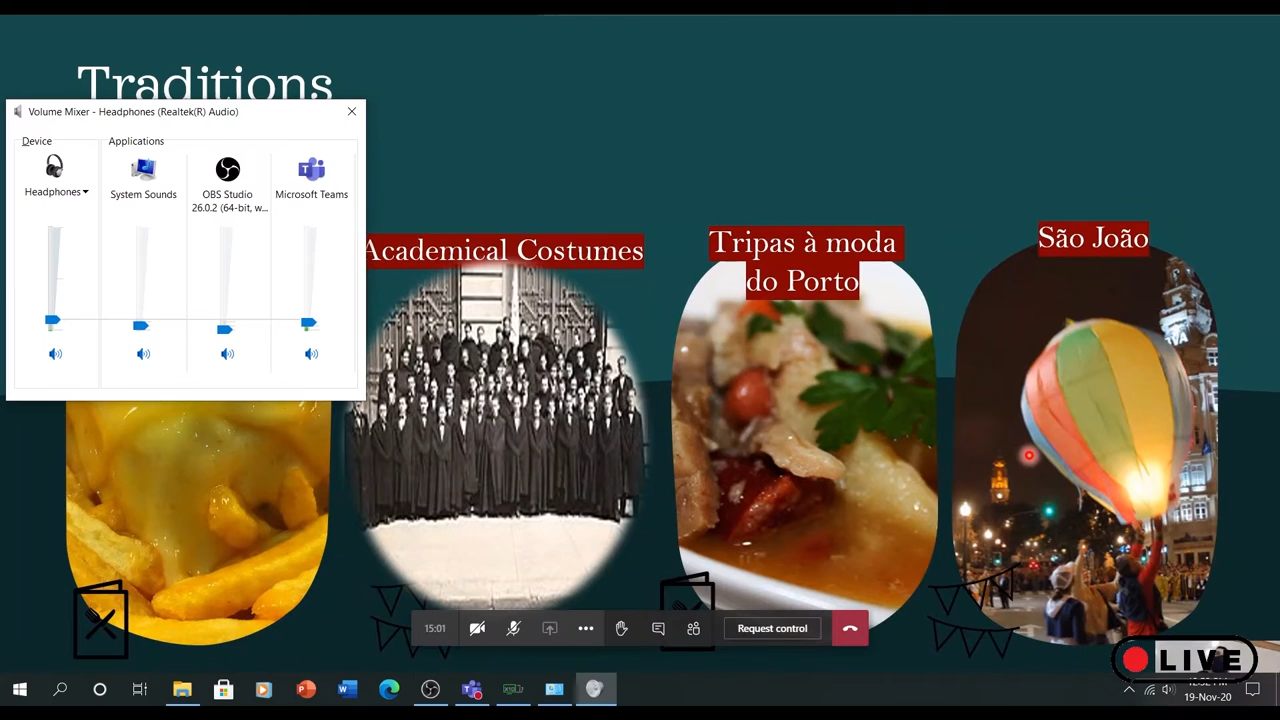 Traditions
Volume Mixer - Headphones (Realtek(R) Audio)
Device
Applications
Headphones
System Sounds
OBS Studio
26.0.2 (64-bit, w...
Microsoft Teams
Academical Costumes
Tripas à moda
do Porto
São João
15:01
Request control
LIVE
19-Nov-20